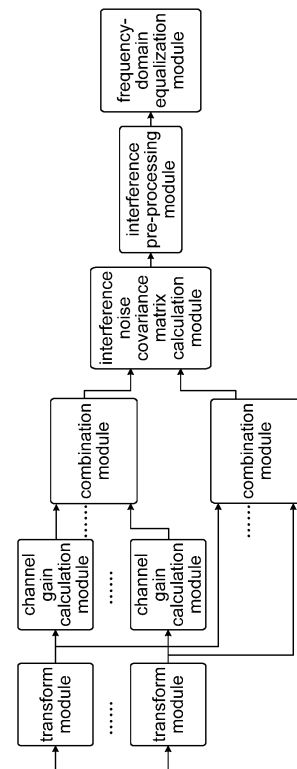 transform
module
......
transform
module
channel
gain
calculation
module
......
channel
gain
calculation
module
combination
module
......
combination
module
......
interference
noise
covariance
matrix
calculation
module
interference
pre-processing
module
frequency-
domain
equalization
module